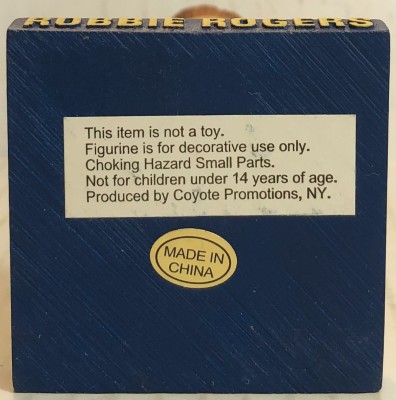 ROBBIE ROGERS
This item is not a toy.
Figurine is for decorative use only.
Choking Hazard Small Parts.
Not for children under 14 years of age.
Produced by Coyote Promotions, NY.
MADE IN
CHINA